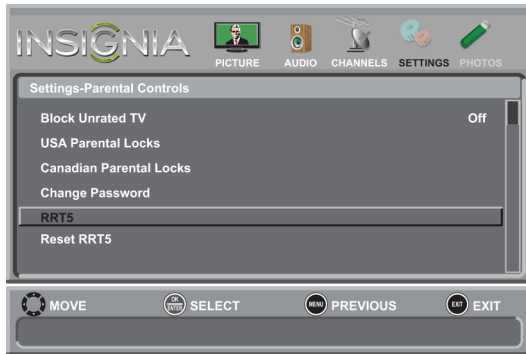 INSIGNIA
PICTURE AUDIO CHANNELS SETTINGS PHOTOS
Settings-Parental Controls
Block Unrated TV Off
USA Parental Locks
Canadian Parental Locks
Change Password
RRT5
Reset RRT5
MOVE OK ENTER SELECT MENU PREVIOUS EXIT EXIT